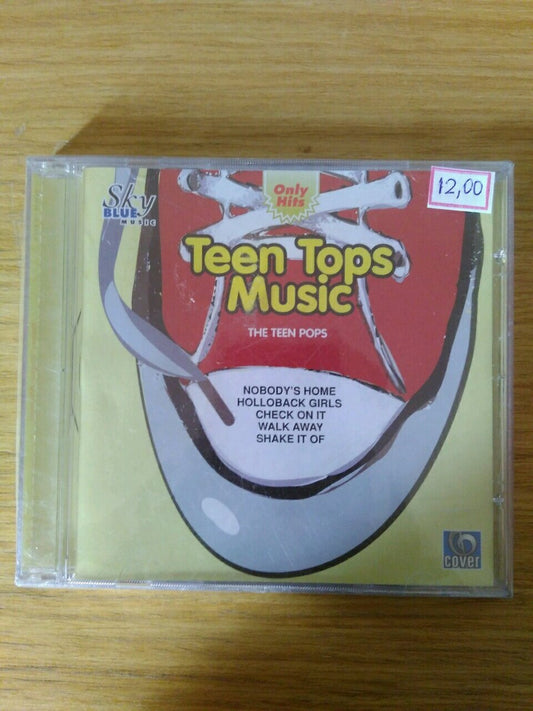 12,00
Sky
BLUE
MUSIC
Only
Hits
Teen Tops
Music
THE TEEN POPS
NOBODY'S HOME
HOLLOBACK GIRLS
CHECK ON IT
WALK AWAY
SHAKE IT OF
cover